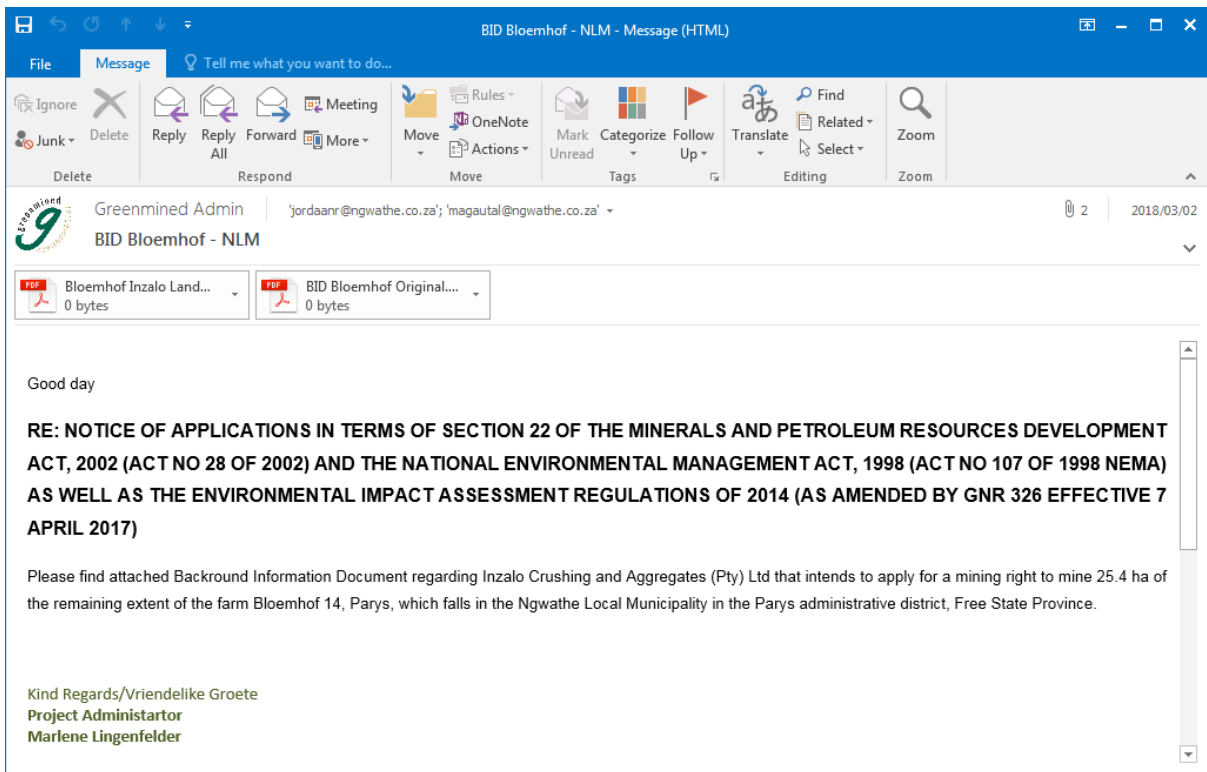 BID Bloemhof - NLM - Message (HTML)
File Message Tell me what you want to do...
Ignore
Junk
Delete
Reply
Reply All
Forward
Meeting
More
Move
Rules
OneNote
Actions
Mark Unread
Categorize
Follow Up
Translate
Find
Related
Select
Zoom
Delete Respond Move Tags Editing Zoom
greenmined
Greenmined Admin 'jordaanr@ngwathe.co.za'; 'magautal@ngwathe.co.za' 2 2018/03/02
BID Bloemhof - NLM
PDF Bloemhof Inzalo Land...
0 bytes
PDF BID Bloemhof Original....
0 bytes
Good day
RE: NOTICE OF APPLICATIONS IN TERMS OF SECTION 22 OF THE MINERALS AND PETROLEUM RESOURCES DEVELOPMENT
ACT, 2002 (ACT NO 28 OF 2002) AND THE NATIONAL ENVIRONMENTAL MANAGEMENT ACT, 1998 (ACT NO 107 OF 1998 NEMA)
AS WELL AS THE ENVIRONMENTAL IMPACT ASSESSMENT REGULATIONS OF 2014 (AS AMENDED BY GNR 326 EFFECTIVE 7
APRIL 2017)
Please find attached Backround Information Document regarding Inzalo Crushing and Aggregates (Pty) Ltd that intends to apply for a mining right to mine 25.4 ha of
the remaining extent of the farm Bloemhof 14, Parys, which falls in the Ngwathe Local Municipality in the Parys administrative district, Free State Province.
Kind Regards/Vriendelike Groete
Project Administartor
Marlene Lingenfelder